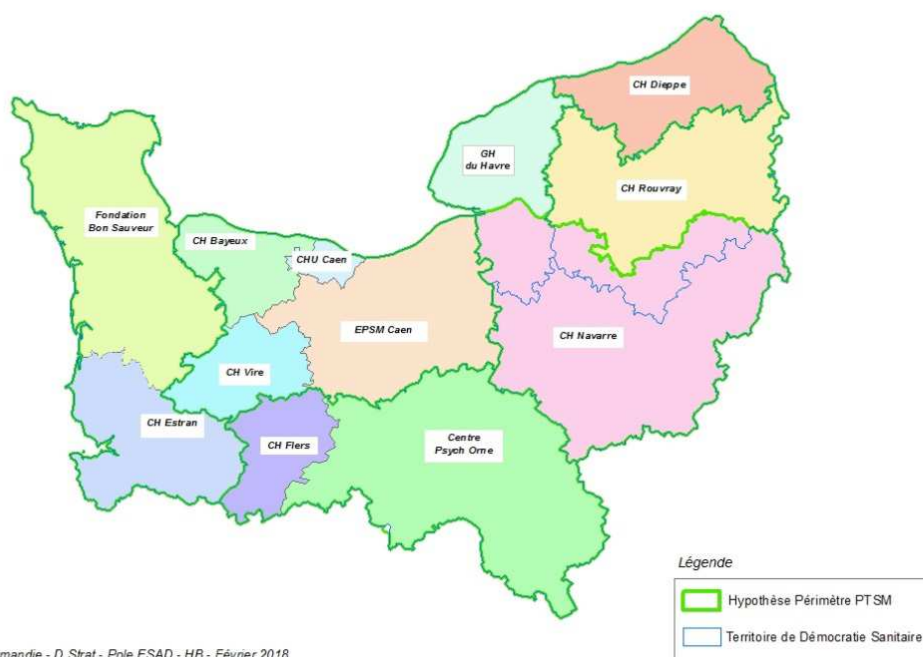 CH Dieppe
GH
du Havre
CH Rouvray
Fondation
Bon Sauveur
CH Bayeux
CHU Caen
EPSM Caen
CH Navarre
CH Vire
CH Estran
CH Flers
Centre
Psych Orne
Légende
Hypothèse Périmètre PTSM
Territoire de Démocratie Sanitaire
D. Strat - Pole ESAD - HB - Février 2018